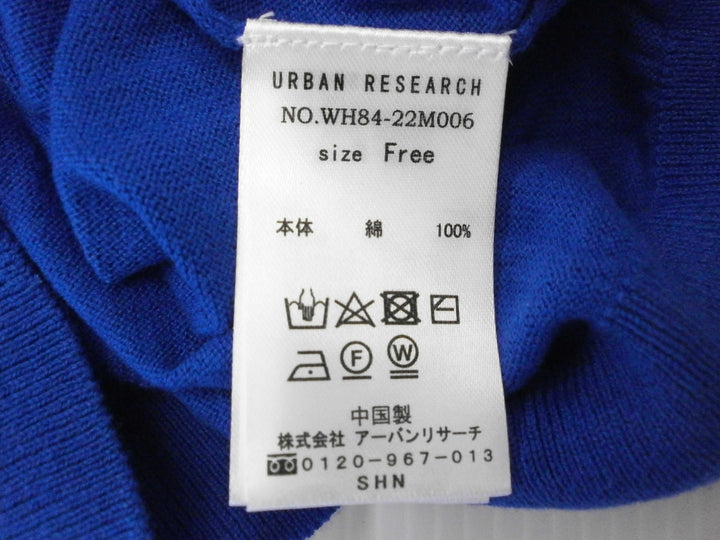 URBAN RESEARCH
NO.WH84-22M006
size Free
本体 綿 100%
F W
中国製
株式会社 アーバンリサーチ
0120-967-013
SHN